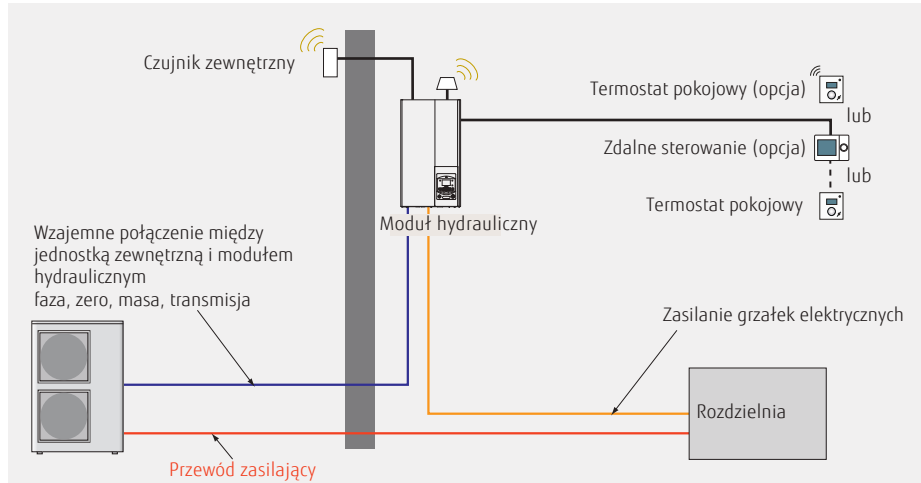 Czujnik zewnętrzny
Termostat pokojowy (opcja)
lub
Zdalne sterowanie (opcja)
lub
Termostat pokojowy
Moduł hydrauliczny
Wzajemne połączenie między
jednostką zewnętrzną i modułem
hydraulicznym
faza, zero, masa, transmisja
Zasilanie grzałek elektrycznych
Rozdzielnia
Przewód zasilający